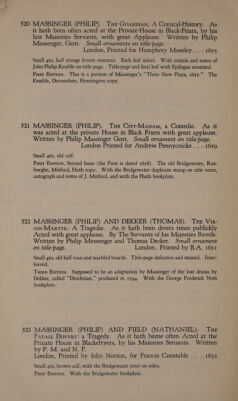 520 MASSINGER (PHILIP). The Guardian, A Comical-History. As
it hath been often acted at the Private-House in Black-Friars, by his
late Majesties Servants, with great Applause. Written by Philip
Massinger, Gent. Small ornaments on title-page.
London, Printed for Humphrey Moseley . . . 1655
Small 4to, half orange brown morocco. Each leaf inlaid. With initials and notes of
John Philip Kemble on title-page. Title-page and final leaf with Epilogue mounted.
First Edition. This is a portion of Massinger's "Three New Plays, 1655." The
Kemble, Devonshire, Huntington copy.
521 MASSINGER (PHILIP). The City-Madam, a Comedie. As it
was acted at the private House in Black Friers with great applause.
Written by Philip Massinger Gent. Small ornament on title-page.
London Printed for Andrew Pennycuicke . . . 1659
Small 4to, old calf.
First Edition, Second Issue (the First is dated 1658). The old Bridgewater, Rox-
burghe, Mitford, Huth copy. With the Bridgewater duplicate stamp on title verso,
autograph and notes of J. Mitford, and with the Huth bookplate.
522 MASSINGER (PHILIP) AND DEKKER (THOMAS). The Vir-
gin-Martyr: A Tragedie. As it hath been divers times publickly
Acted with great applause. By The Servants of his Majesties Revels.
Written by Philip Messenger and Thomas Decker. Small ornament
on title-page. London: Printed by B.A. 1651
Small 4to, old half roan and marbled boards. Title-page defective and stained. Inter-
leaved.
Third Edition. Supposed to be an adaptation by Massinger of the lost drama by
Dekker, called "Diocletian," produced in 1594. With the George Frederick Nott
bookplate.
523 MASSINGER (PHILIP) AND FIELD (NATHANIEL). The
Fatall Dowry: a Tragedy. As it hath beene often Acted at the
Private House in Blackefryers, by his Maiesties Servants. Written
by P. M. and N. F.
London, Printed by John Norton, for Francis Constable . . . 1632
Small 4to, brown calf, with the Bridgewater crest on sides.
First Edition. With the Bridgewater bookplate.